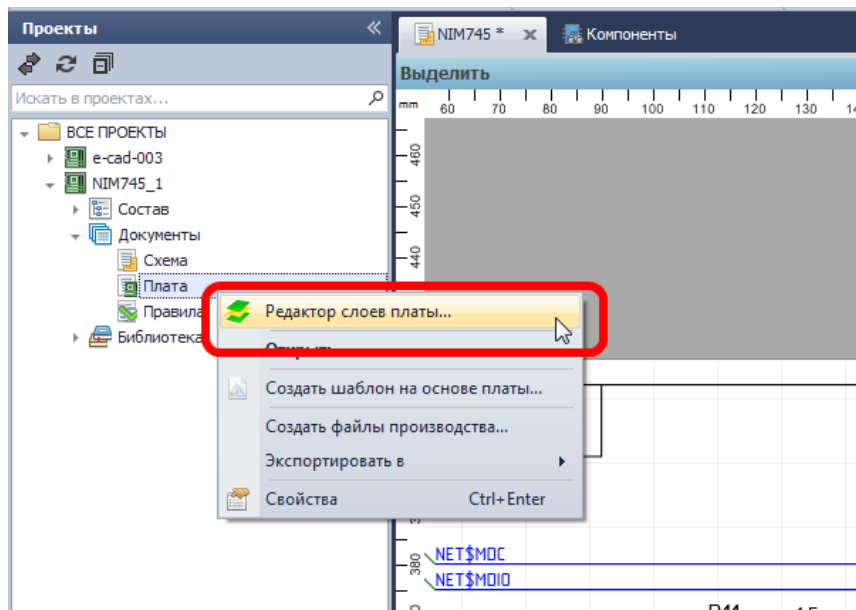 Проекты
NIM745 *
Компоненты
Искать в проектах...
Выделить
mm 60 70 80 90 100 110 120 130
ВСЕ ПРОЕКТЫ
e-cad-003
NIM745_1
Состав
Документы
Схема
Плата
Правила
Библиотека
460
450
440
Редактор слоев платы...
Открыть
Создать шаблон на основе платы...
Создать файлы производства...
Экспортировать в
Свойства Ctrl+Enter
380
NET$MDC
NET$MDIO